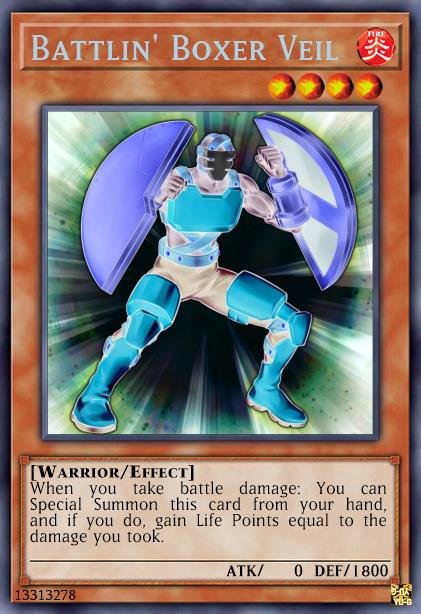 Battlin' Boxer Veil
FIRE
炎
[Warrior/Effect]
When you take battle damage: You can
Special Summon this card from your hand,
and if you do, gain Life Points equal to the
damage you took.
ATK/ 0 DEF/1800
13313278